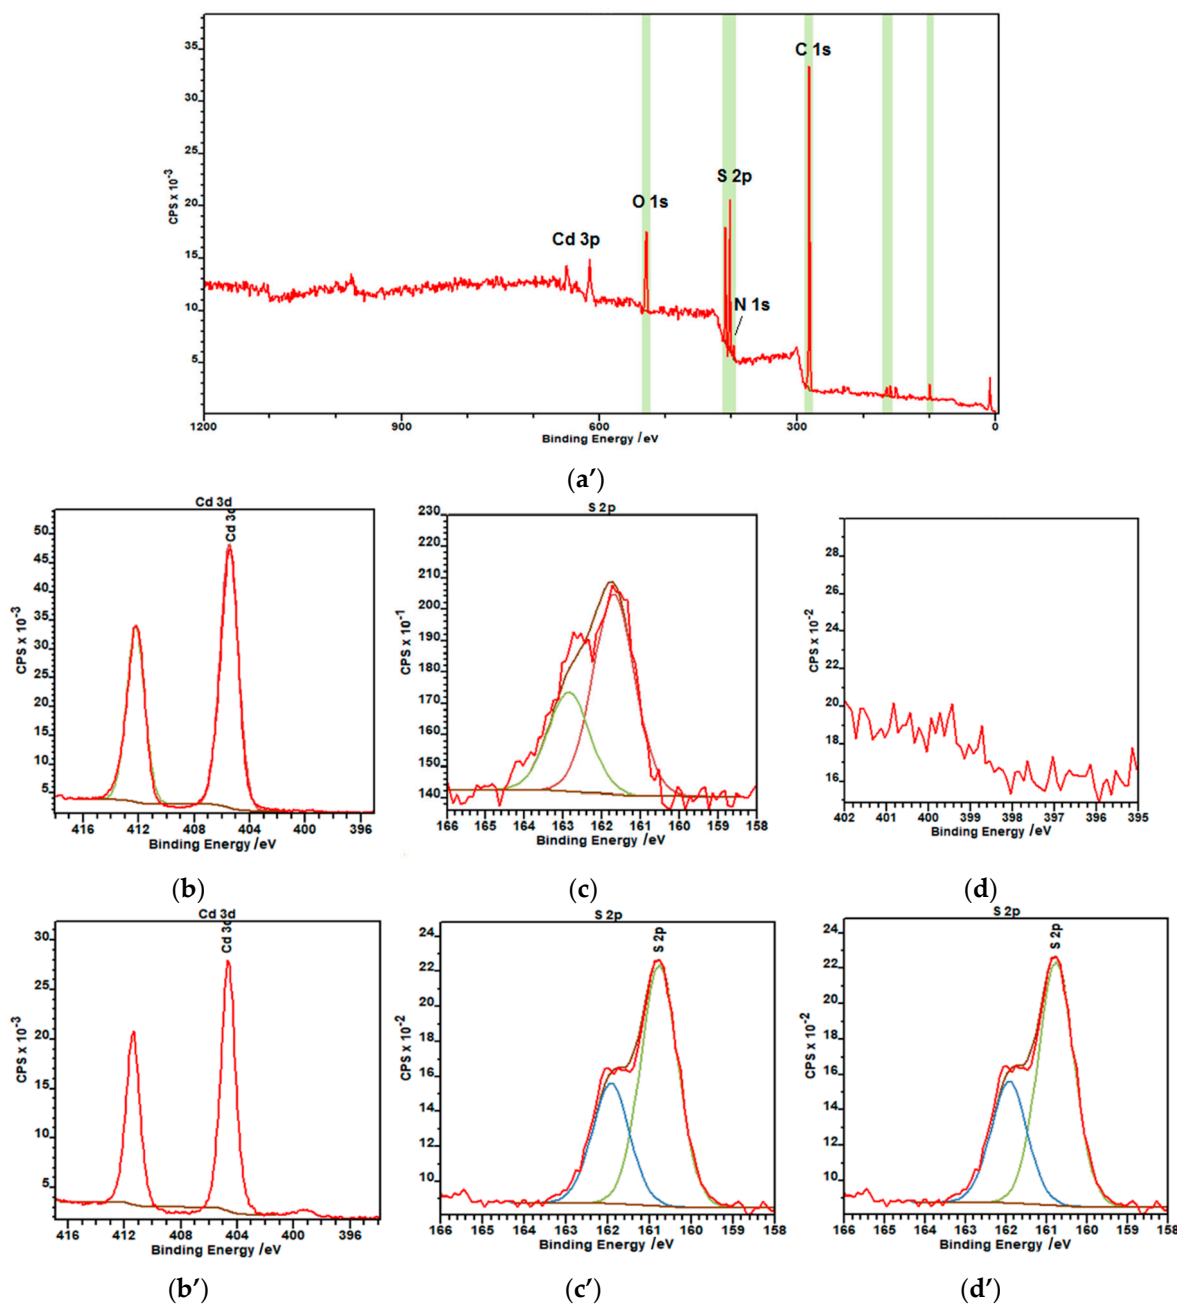 C 1s
S 2p
O 1s
Cd 3p
N 1s
CPS x 10⁻³
35
30
25
20
15
10
5
1200 900 600 300 0
Binding Energy / eV
(a′)
Cd 3d
Cd 3d
CPS x 10⁻³
50
45
40
35
30
25
20
15
10
5
416 412 408 404 400 396
Binding Energy /eV
(b)
S 2p
CPS x 10⁻¹
230
220
210
200
190
180
170
160
150
140
166 165 164 163 162 161 160 159 158
Binding Energy /eV
(c)
CPS x 10⁻²
30
28
26
24
22
20
18
16
402 401 400 399 398 397 396 395
Binding Energy /eV
(d)
Cd 3d
Cd 3d
CPS x 10⁻³
30
25
20
15
10
5
416 412 408 404 400 396
Binding Energy /eV
(b′)
S 2p
S 2p
CPS x 10⁻²
24
22
20
18
16
14
12
10
166 165 164 163 162 161 160 159 158
Binding Energy /eV
(c′)
S 2p
S 2p
CPS x 10⁻²
24
22
20
18
16
14
12
10
166 165 164 163 162 161 160 159 158
Binding Energy /eV
(d′)